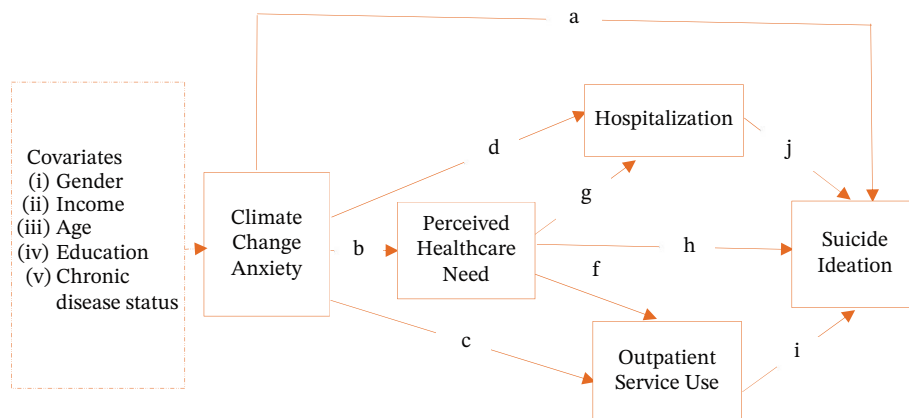 a
Covariates
(i) Gender
(ii) Income
(iii) Age
(iv) Education
(v) Chronic
disease status
Climate
Change
Anxiety
d
b
c
Perceived
Healthcare
Need
Hospitalization
g
h
f
j
Outpatient
Service Use
i
Suicide
Ideation